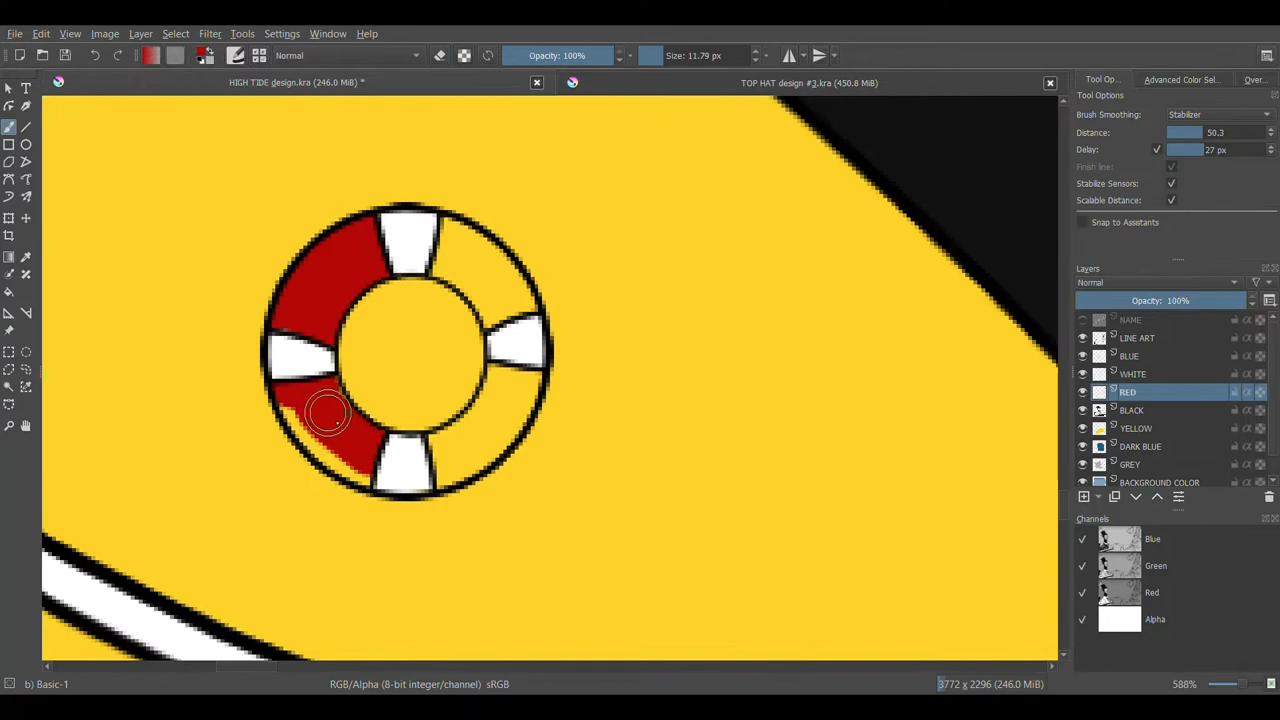 File Edit View Image Layer Select Filter Tools Settings Window Help
Normal Opacity: 100% Size: 11.79 px
HIGH TIDE design.kra (246.0 MiB) *
TOP HAT design #3.kra (450.8 MiB)
Tool Op... Advanced Color Sel... Over...
Tool Options
Brush Smoothing: Stabilizer
Distance: 50.3
Delay: 27 px
Finish line:
Stabilize Sensors:
Scalable Distance:
Snap to Assistants
Layers
Normal
Opacity: 100%
NAME
LINE ART
BLUE
WHITE
RED
BLACK
YELLOW
DARK BLUE
GREY
BACKGROUND COLOR
Channels
Blue
Green
Red
Alpha
b) Basic-1
RGB/Alpha (8-bit integer/channel) sRGB
3772 x 2296 (246.0 MiB)
588%